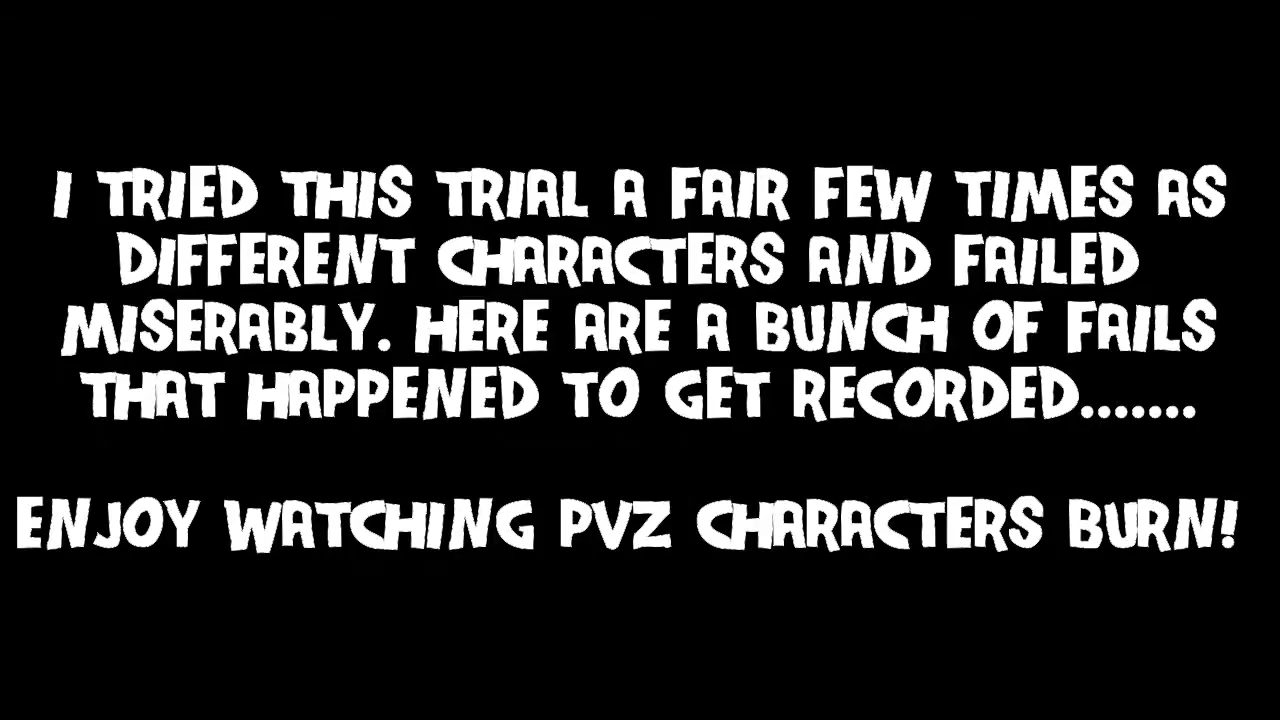 I TRIED THIS TRIAL A FAIR FEW TIMES AS
DIFFERENT CHARACTERS AND FAILED
MISERABLY. HERE ARE A BUNCH OF FAILS
THAT HAPPENED TO GET RECORDED.......
ENJOY WATCHING PVZ CHARACTERS BURN!